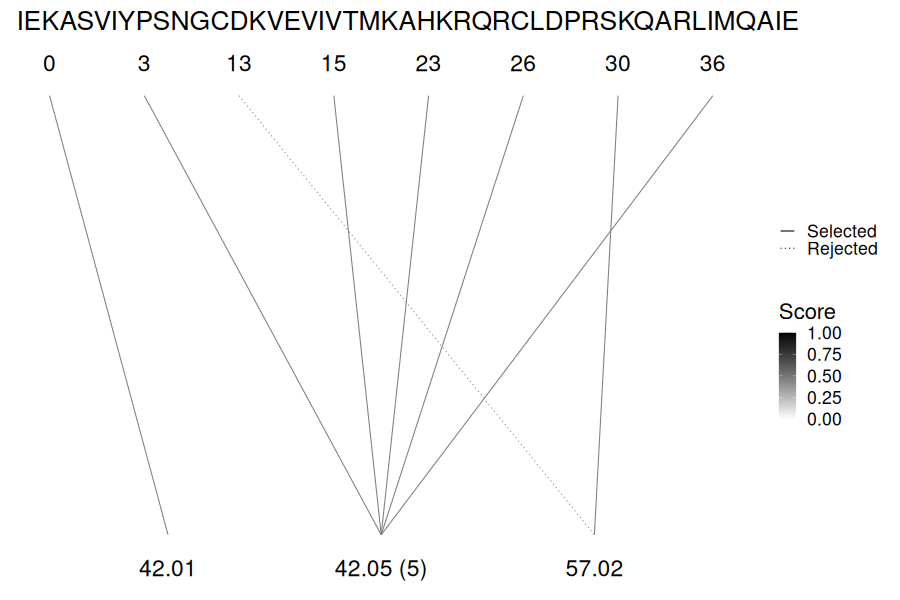 IEKASVIYPSNGCDKVEVIVTMKAHKRQRCLDPRSKQARLIMQAIE
0 3 13 15 23 26 30 36
Selected
Rejected
Score
1.00
0.75
0.50
0.25
0.00
42.01 42.05 (5) 57.02